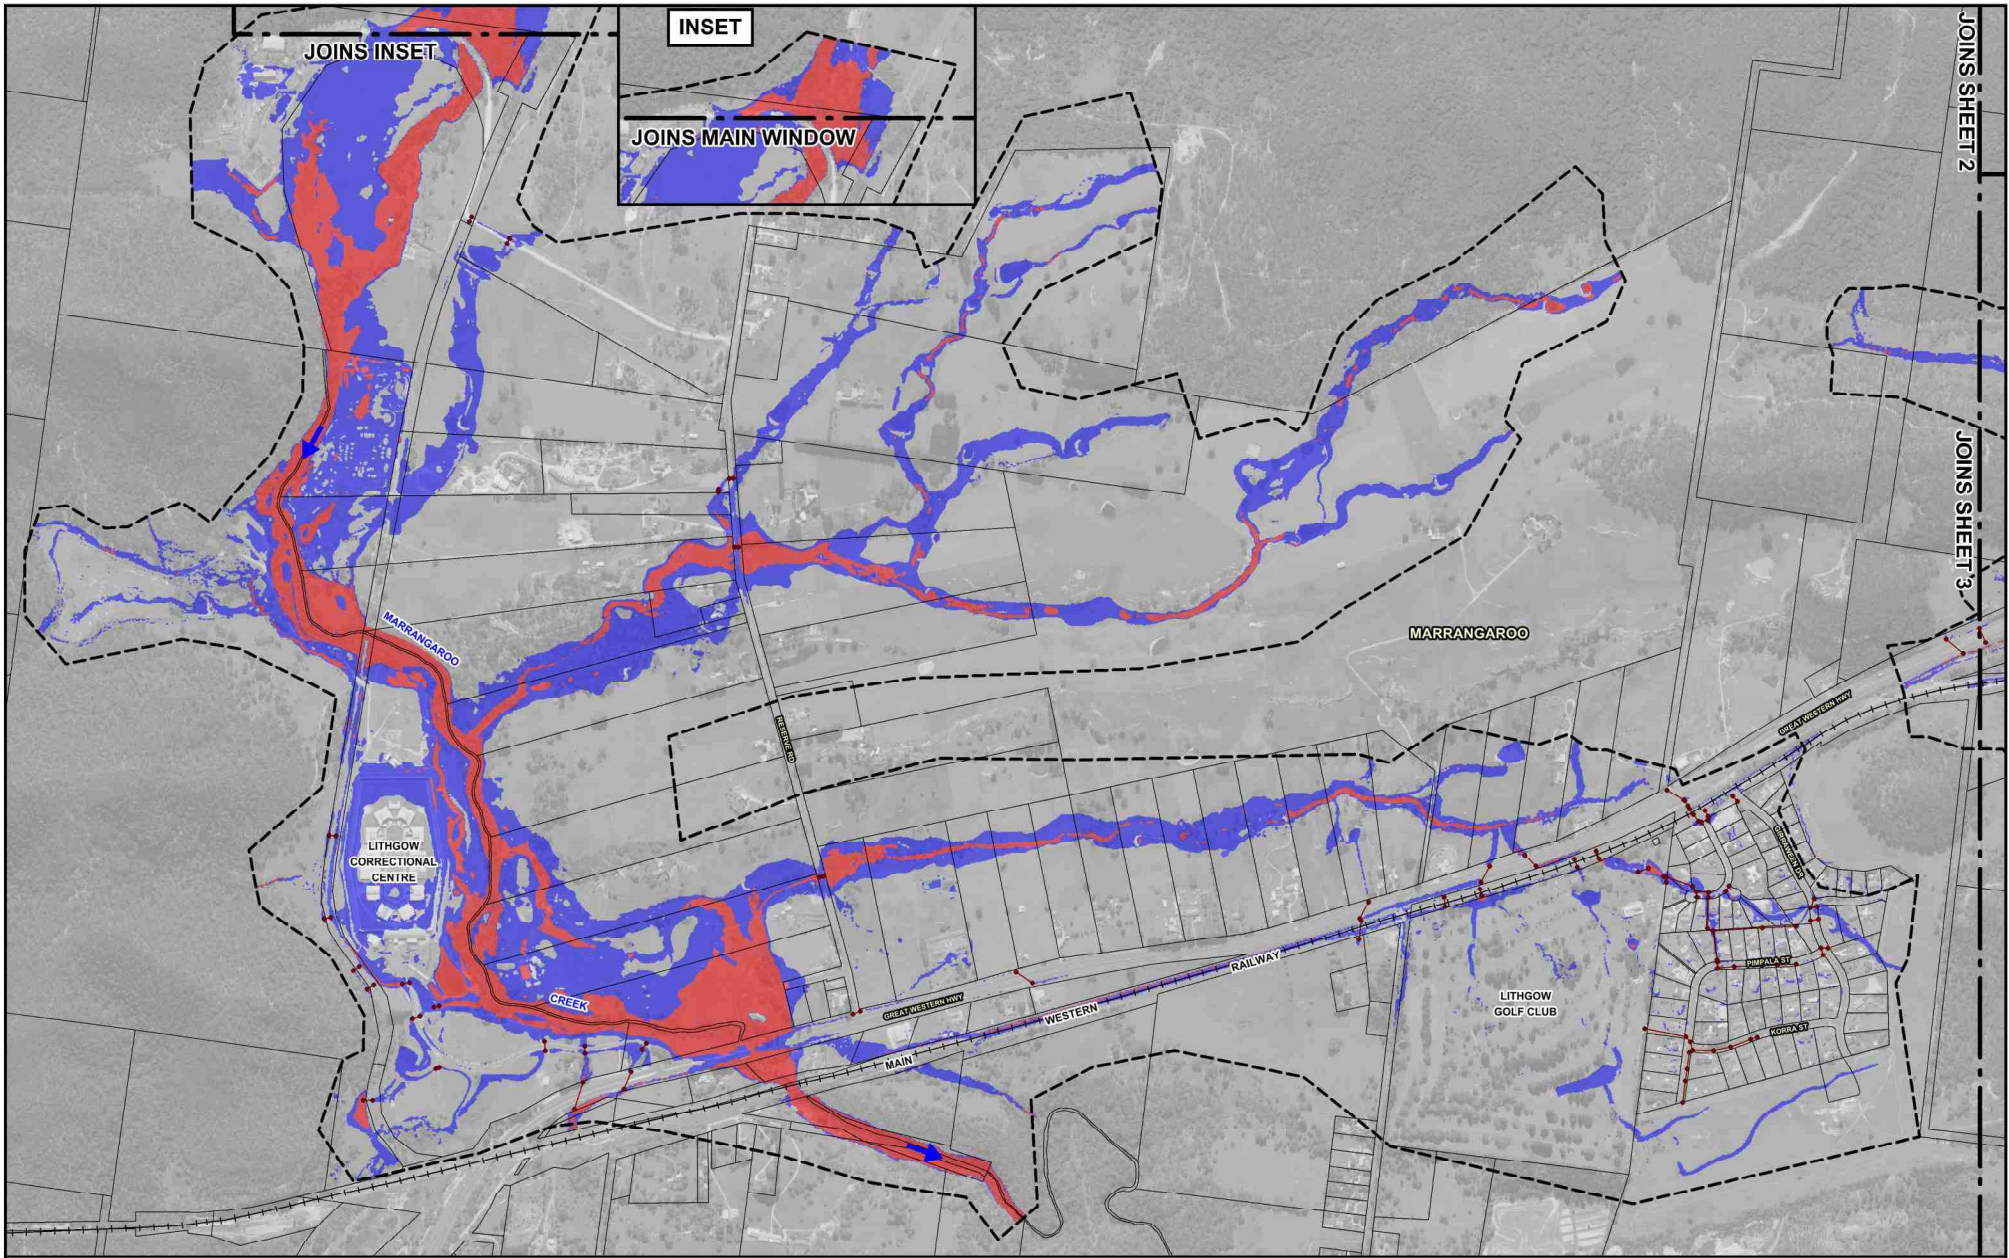 INSET
JOINS INSET
JOINS MAIN WINDOW
JOINS SHEET 2
JOINS SHEET 3
MARRANGAROO
MARRANGAROO
GREAT WESTERN HWY
RESERVE RD
LITHGOW
CORRECTIONAL
CENTRE
CREEK
GREAT WESTERN HWY
MAIN
WESTERN
RAILWAY
LITHGOW
GOLF CLUB
PIMPALA ST
KORRA ST